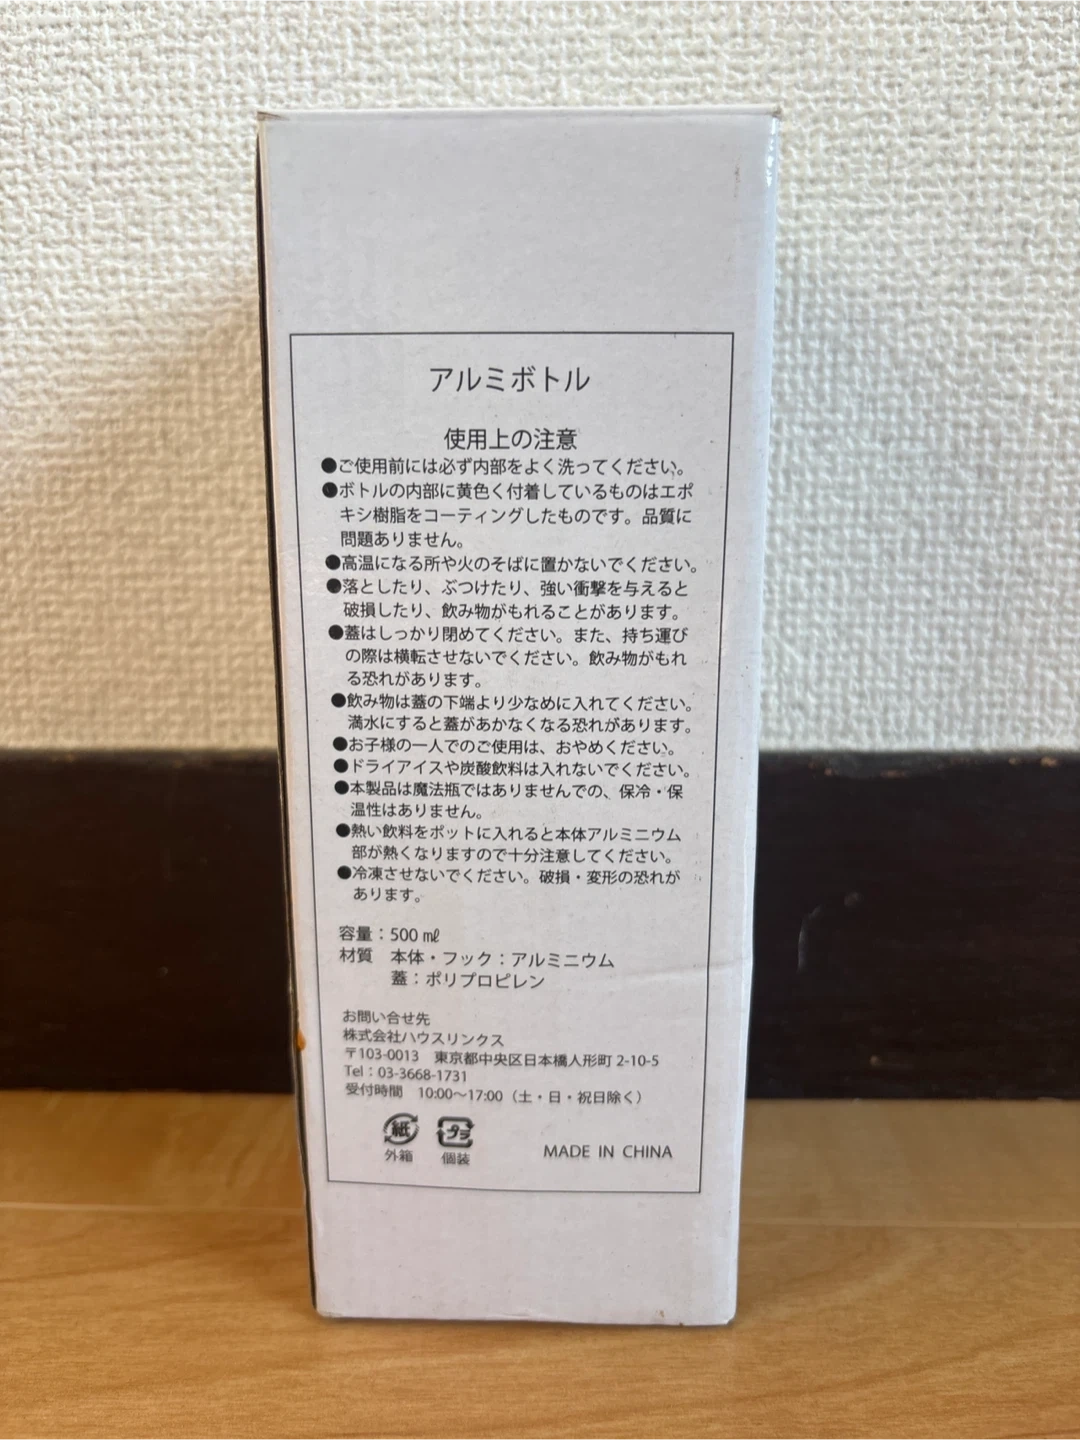 アルミボトル
使用上の注意
●ご使用前には必ず内部をよく洗ってください。
●ボトルの内部に黄色く付着しているものはエポ
キシ樹脂をコーティングしたものです。品質に
問題ありません。
●高温になる所や火のそばに置かないでください。
●落としたり、ぶつけたり、強い衝撃を与えると
破損したり、飲み物がもれることがあります。
●蓋はしっかり閉めてください。また、持ち運び
の際は横転させないでください。飲み物がもれ
る恐れがあります。
●飲み物は蓋の下端より少なめに入れてください。
満水にすると蓋があかなくなる恐れがあります。
●お子様の一人でのご使用は、おやめください。
●ドライアイスや炭酸飲料は入れないでください。
●本製品は魔法瓶ではありませんでの、保冷・保
温性はありません。
●熱い飲料をポットに入れると本体アルミニウム
部が熱くなりますので十分注意してください。
●冷凍させないでください。破損・変形の恐れが
あります。
容量：500 ㎖
材質 本体・フック：アルミニウム
蓋：ポリプロピレン
お問い合せ先
株式会社ハウスリンクス
〒103-0013 東京都中央区日本橋人形町 2-10-5
Tel：03-3668-1731
受付時間 10:00〜17:00（土・日・祝日除く）
紙 プラ
外箱 個装 MADE IN CHINA